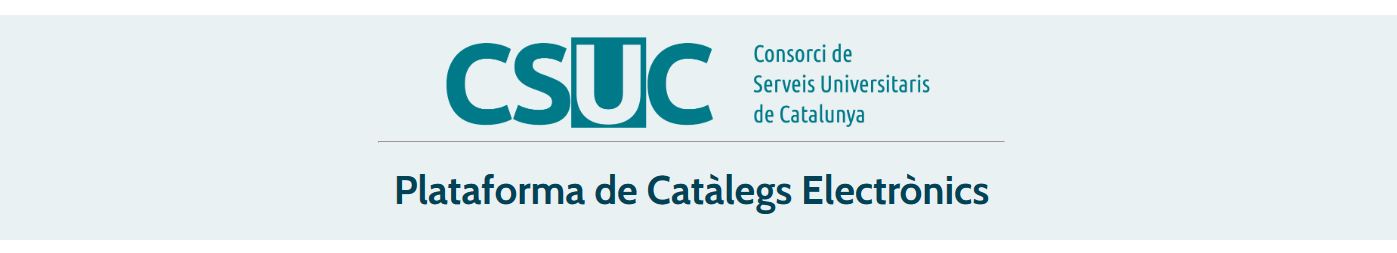 CSUC
Consorci de
Serveis Universitaris
de Catalunya
Plataforma de Catàlegs Electrònics